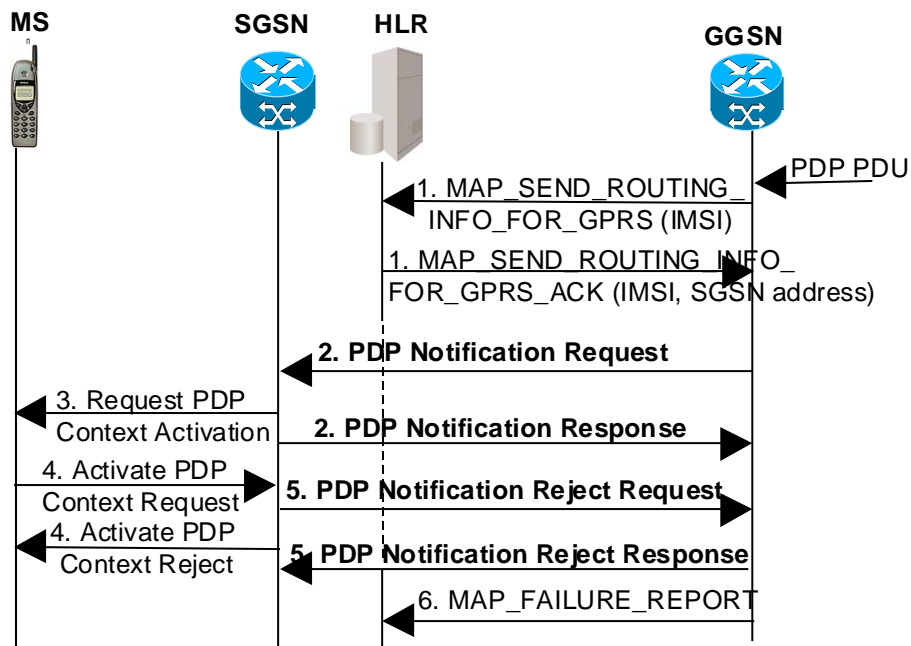 MS
SGSN
HLR
GGSN
PDP PDU
1. MAP_SEND_ROUTING_
INFO_FOR_GPRS (IMSI)
1. MAP_SEND_ROUTING_INFO_
FOR_GPRS_ACK (IMSI, SGSN address)
2. PDP Notification Request
3. Request PDP
Context Activation
2. PDP Notification Response
4. Activate PDP
Context Request
5. PDP Notification Reject Request
4. Activate PDP
Context Reject
5. PDP Notification Reject Response
6. MAP_FAILURE_REPORT